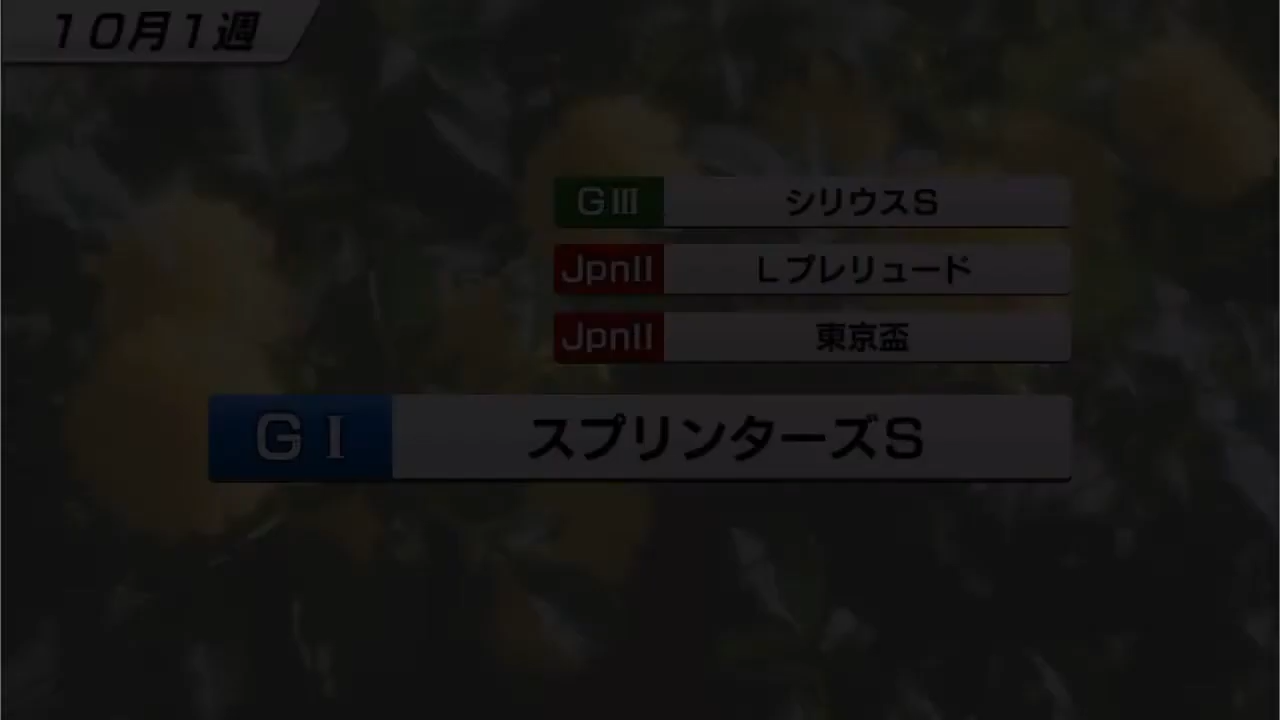 10月1週
GⅢ シリウスS
JpnII Lプレリュード
JpnII 東京盃
GⅠ スプリンターズS